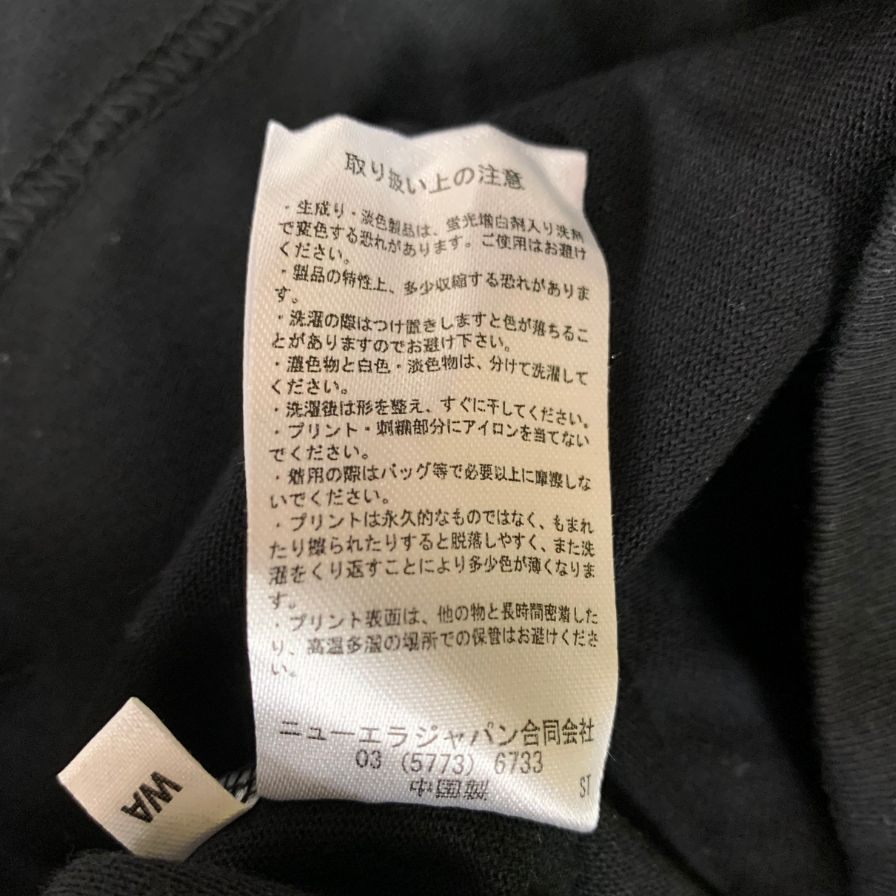 取り扱い上の注意
・生成り・淡色製品は、蛍光増白剤入り洗剤
で変色する恐れがあります。ご使用はお避け
ください。
・製品の特性上、多少収縮する恐れがありま
す。
・洗濯の際はつけ置きしますと色が落ちるこ
とがありますのでお避け下さい。
・濃色物と白色・淡色物は、分けて洗濯して
ください。
・洗濯後は形を整え、すぐに干してください。
・プリント・刺繍部分にアイロンを当てない
でください。
・着用の際はバッグ等で必要以上に摩擦しな
いでください。
・プリントは永久的なものではなく、もまれ
たり擦られたりすると脱落しやすく、また洗
濯をくり返すことにより多少色が薄くなりま
す。
・プリント表面は、他の物と長時間密着した
り、高温多湿の場所での保管はお避けくださ
い。
ニューエラジャパン合同会社
03 (5773) 6733
ST
WA